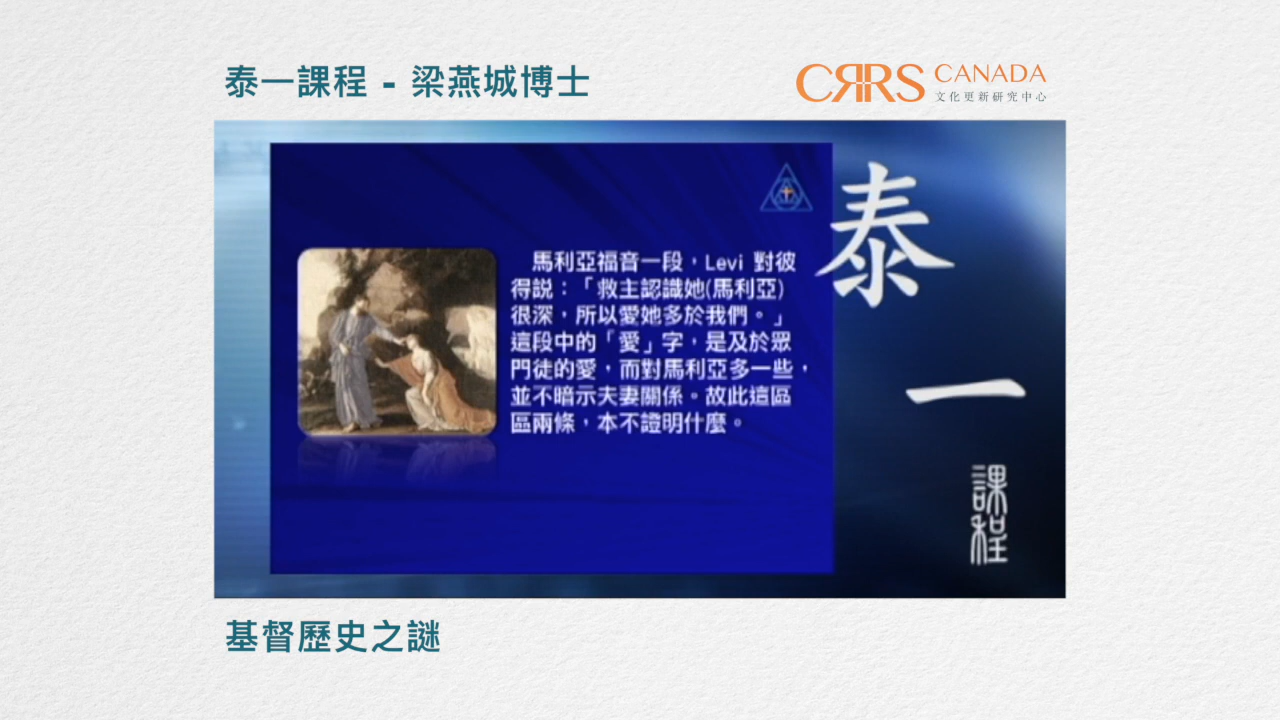 泰一課程 - 梁燕城博士
CRRS CANADA
文化更新研究中心
馬利亞福音一段，Levi 對彼
得説：「救主認識她(馬利亞)
很深，所以愛她多於我們。」
這段中的「愛」字，是及於眾
門徒的愛，而對馬利亞多一些，
並不暗示夫妻關係。故此這區
區兩條，本不證明什麼。
泰
一
課程
基督歷史之謎